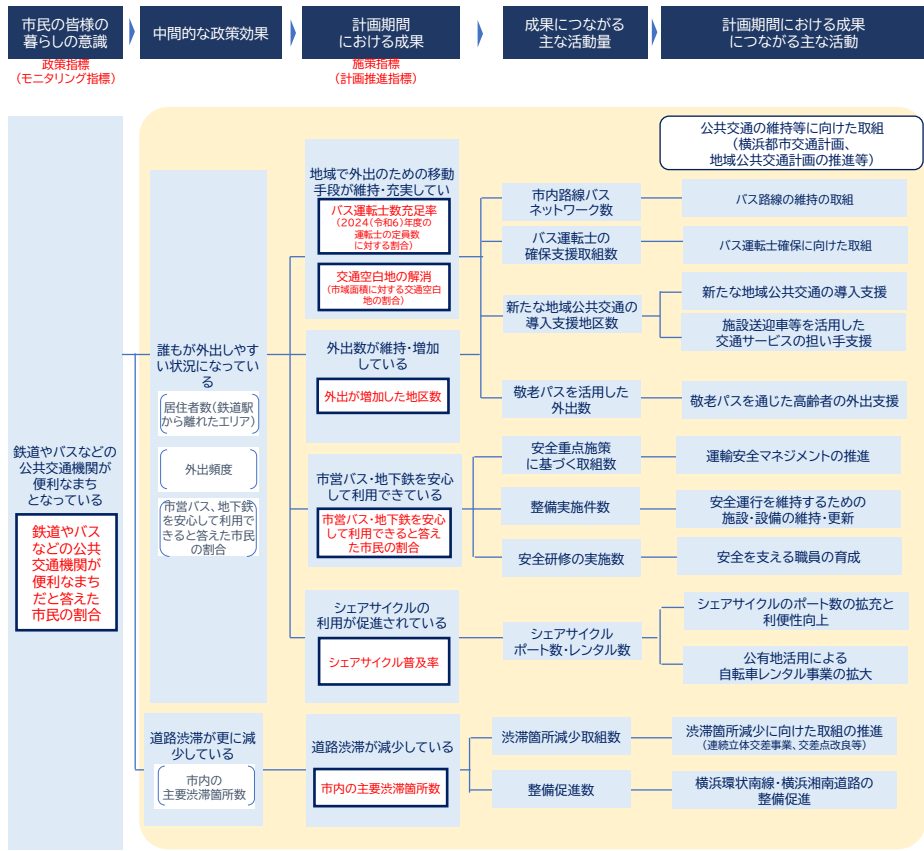 市民の皆様の
暮らしの意識
中間的な政策効果
計画期間
における成果
成果につながる
主な活動量
計画期間における成果
につながる主な活動
政策指標
（モニタリング指標）
施策指標
（計画推進指標）
鉄道やバスなどの
公共交通機関が
便利なまち
となっている
鉄道やバス
などの公共
交通機関が
便利なまち
だと答えた
市民の割合
誰もが外出しやす
い状況になってい
る
居住者数(鉄道駅
から離れたエリア)
外出頻度
市営バス、地下鉄
を安心して利用で
きると答えた市民
の割合
道路渋滞が更に減
少している
市内の
主要渋滞箇所数
地域で外出のための移動
手段が維持・充実してい
バス運転士数充足率
（2024（令和6）年度の
運転士の定員数
に対する割合）
交通空白地の解消
（市域面積に対する交通空白
地の割合）
外出数が維持・増加
している
外出が増加した地区数
市営バス・地下鉄を安心
して利用できている
市営バス・地下鉄を安心
して利用できると答え
た市民の割合
シェアサイクルの
利用が促進されている
シェアサイクル普及率
道路渋滞が減少している
市内の主要渋滞箇所数
市内路線バス
ネットワーク数
バス運転士の
確保支援取組数
新たな地域公共交通の
導入支援地区数
敬老パスを活用した
外出数
安全重点施策
に基づく取組数
整備実施件数
安全研修の実施数
シェアサイクル
ポート数・レンタル数
渋滞箇所減少取組数
整備促進数
公共交通の維持等に向けた取組
（横浜都市交通計画、
地域公共交通計画の推進等）
バス路線の維持の取組
バス運転士確保に向けた取組
新たな地域公共交通の導入支援
施設送迎車等を活用した
交通サービスの担い手支援
敬老パスを通じた高齢者の外出支援
運輸安全マネジメントの推進
安全運行を維持するための
施設・設備の維持・更新
安全を支える職員の育成
シェアサイクルのポート数の拡充と
利便性向上
公有地活用による
自転車レンタル事業の拡大
渋滞箇所減少に向けた取組の推進
（連続立体交差事業、交差点改良等）
横浜環状南線・横浜湘南道路の
整備促進